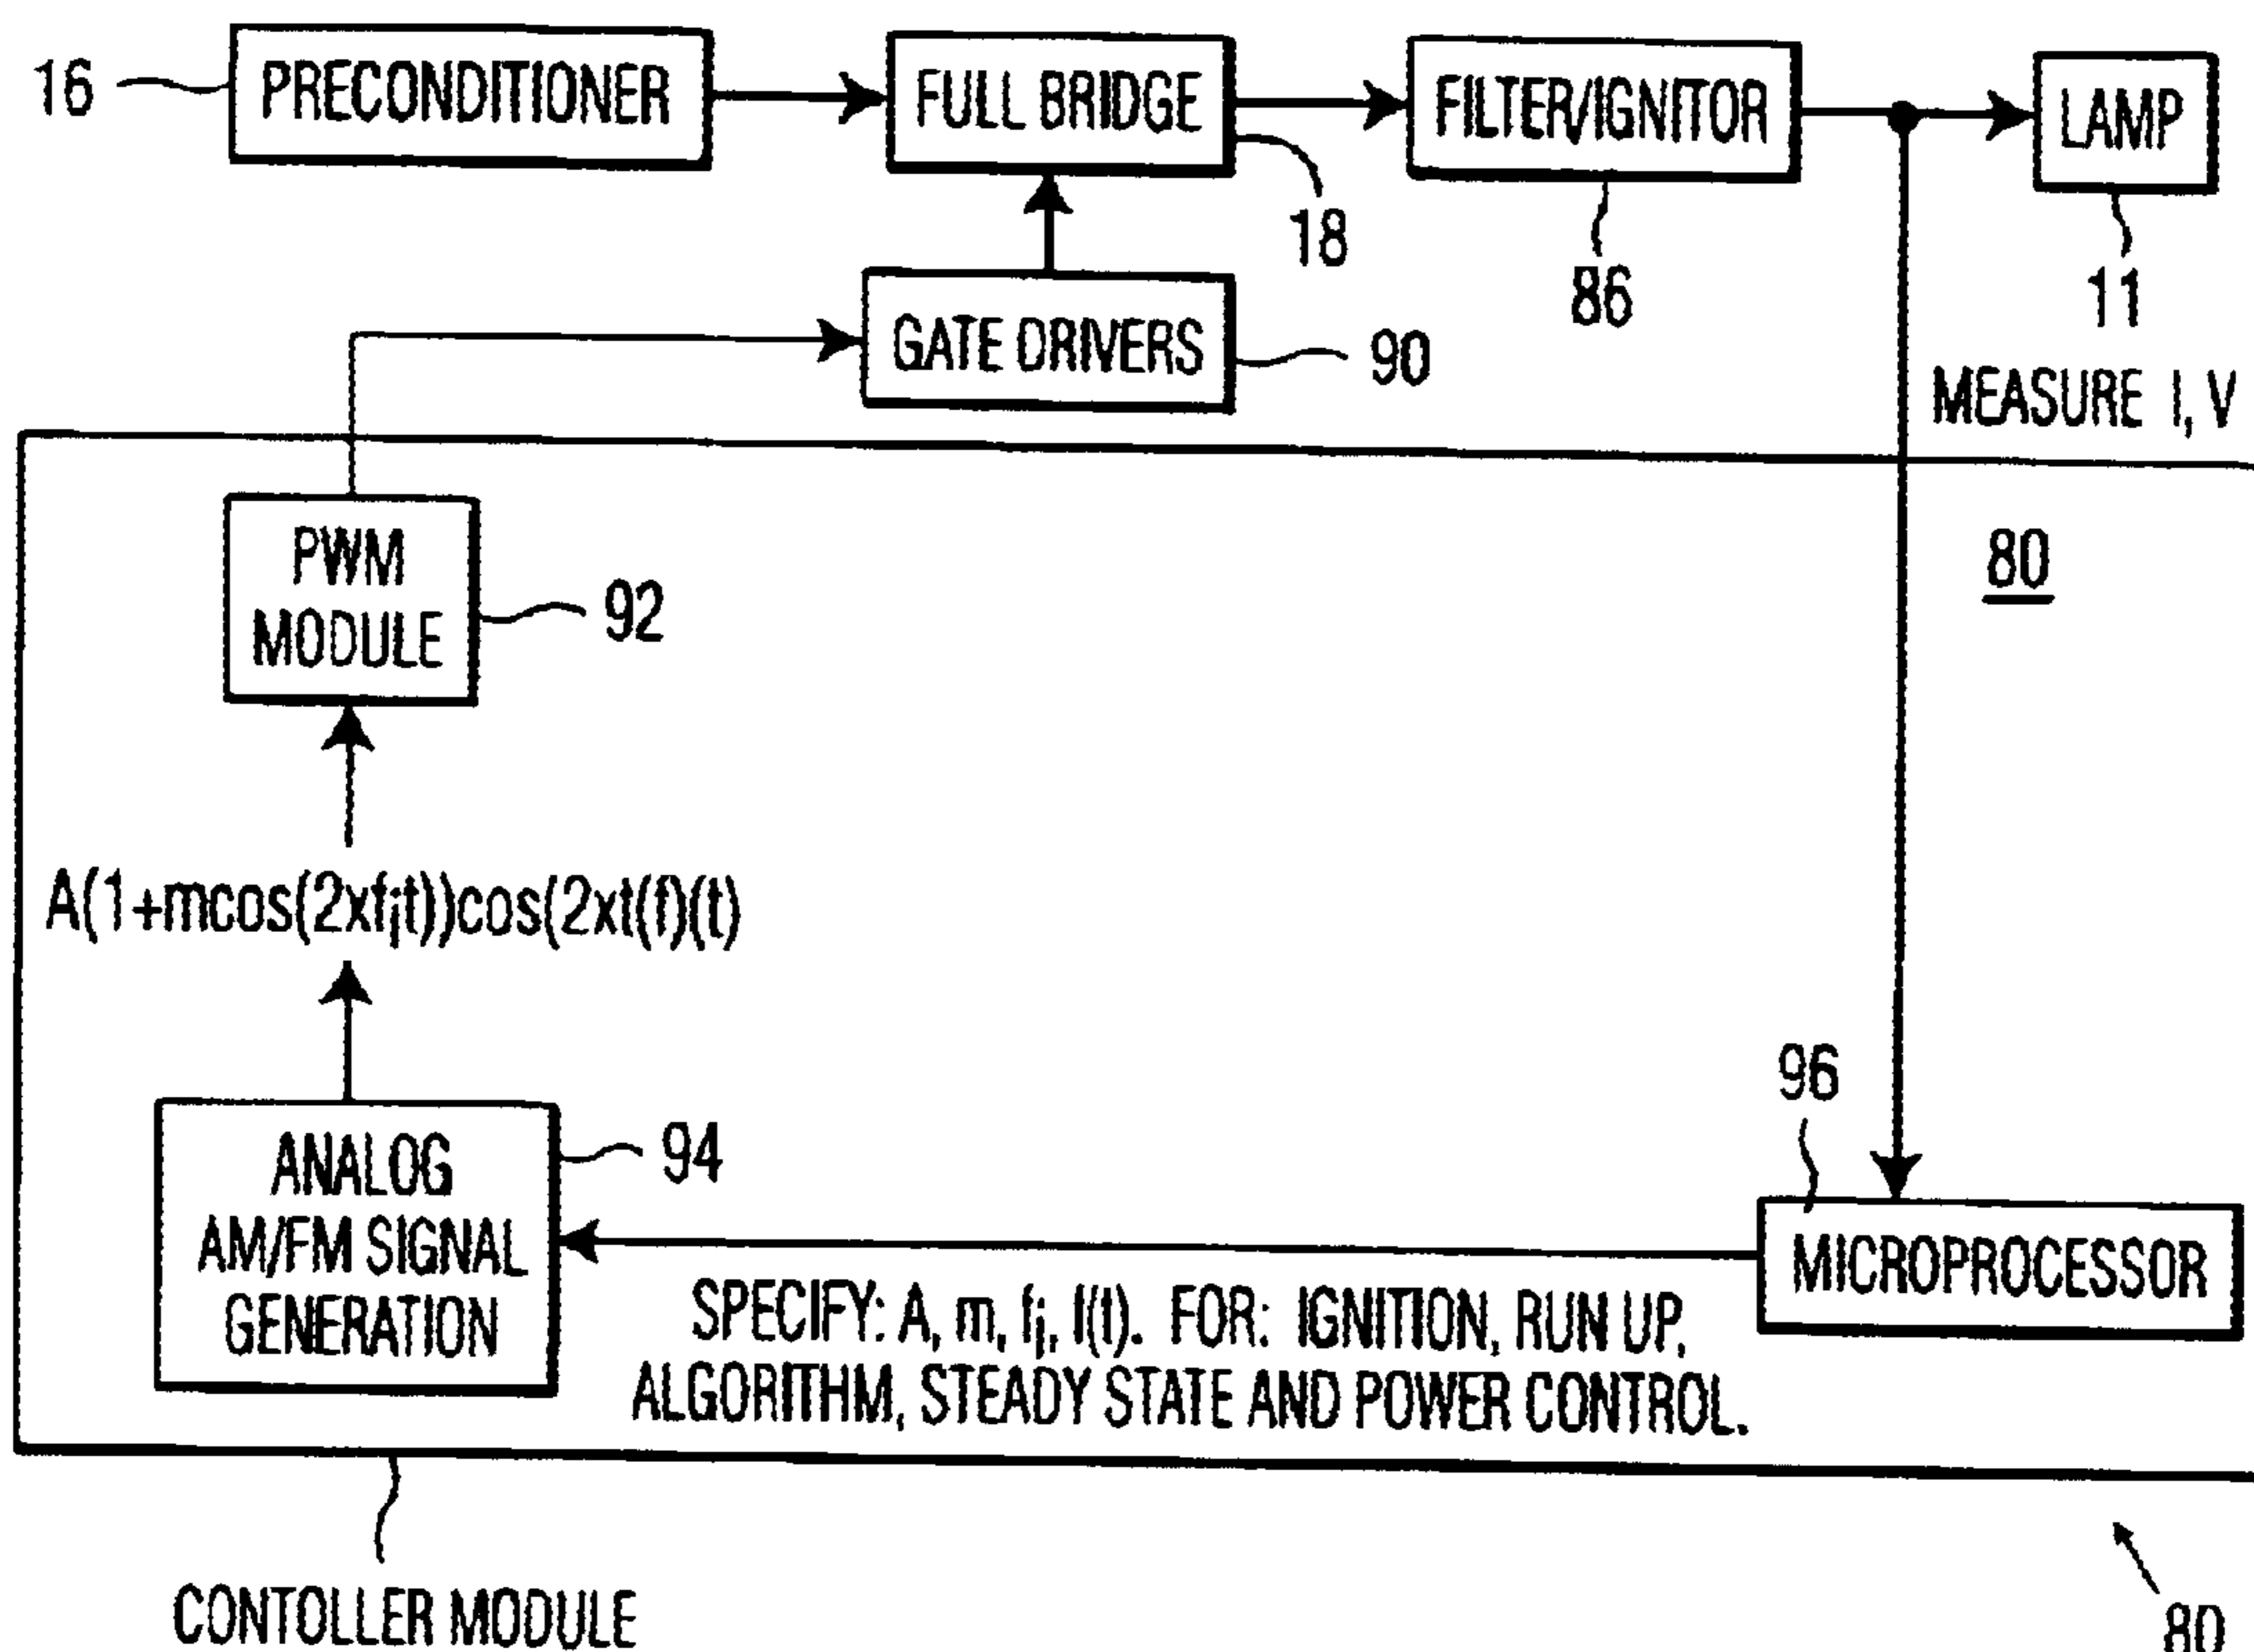 16
PRECONDITIONER
FULL BRIDGE
FILTER/IGNITOR
LAMP
18
86
11
GATE DRIVERS
90
MEASURE I, V
PWM
MODULE
92
80
A(1+mcos(2xfit))cos(2xt(f)(t)
96
ANALOG
AM/FM SIGNAL
GENERATION
94
MICROPROCESSOR
SPECIFY: A, m, fi, I(t). FOR: IGNITION, RUN UP,
ALGORITHM, STEADY STATE AND POWER CONTROL.
CONTOLLER MODULE
80